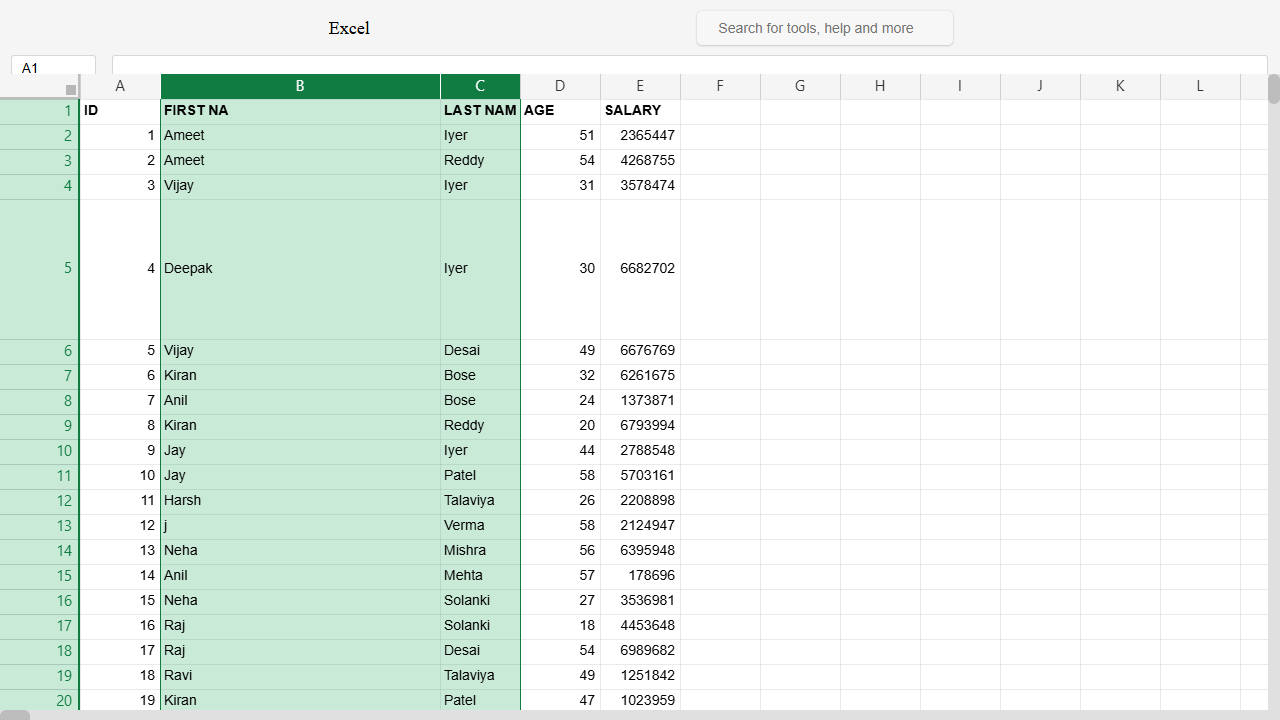 Excel
Search for tools, help and more
A1
A B C D E F G H I J K L
1 ID FIRST NA LAST NAM AGE SALARY
2 1 Ameet Iyer 51 2365447
3 2 Ameet Reddy 54 4268755
4 3 Vijay Iyer 31 3578474
5 4 Deepak Iyer 30 6682702
6 5 Vijay Desai 49 6676769
7 6 Kiran Bose 32 6261675
8 7 Anil Bose 24 1373871
9 8 Kiran Reddy 20 6793994
10 9 Jay Iyer 44 2788548
11 10 Jay Patel 58 5703161
12 11 Harsh Talaviya 26 2208898
13 12 j Verma 58 2124947
14 13 Neha Mishra 56 6395948
15 14 Anil Mehta 57 178696
16 15 Neha Solanki 27 3536981
17 16 Raj Solanki 18 4453648
18 17 Raj Desai 54 6989682
19 18 Ravi Talaviya 49 1251842
20 19 Kiran Patel 47 1023959